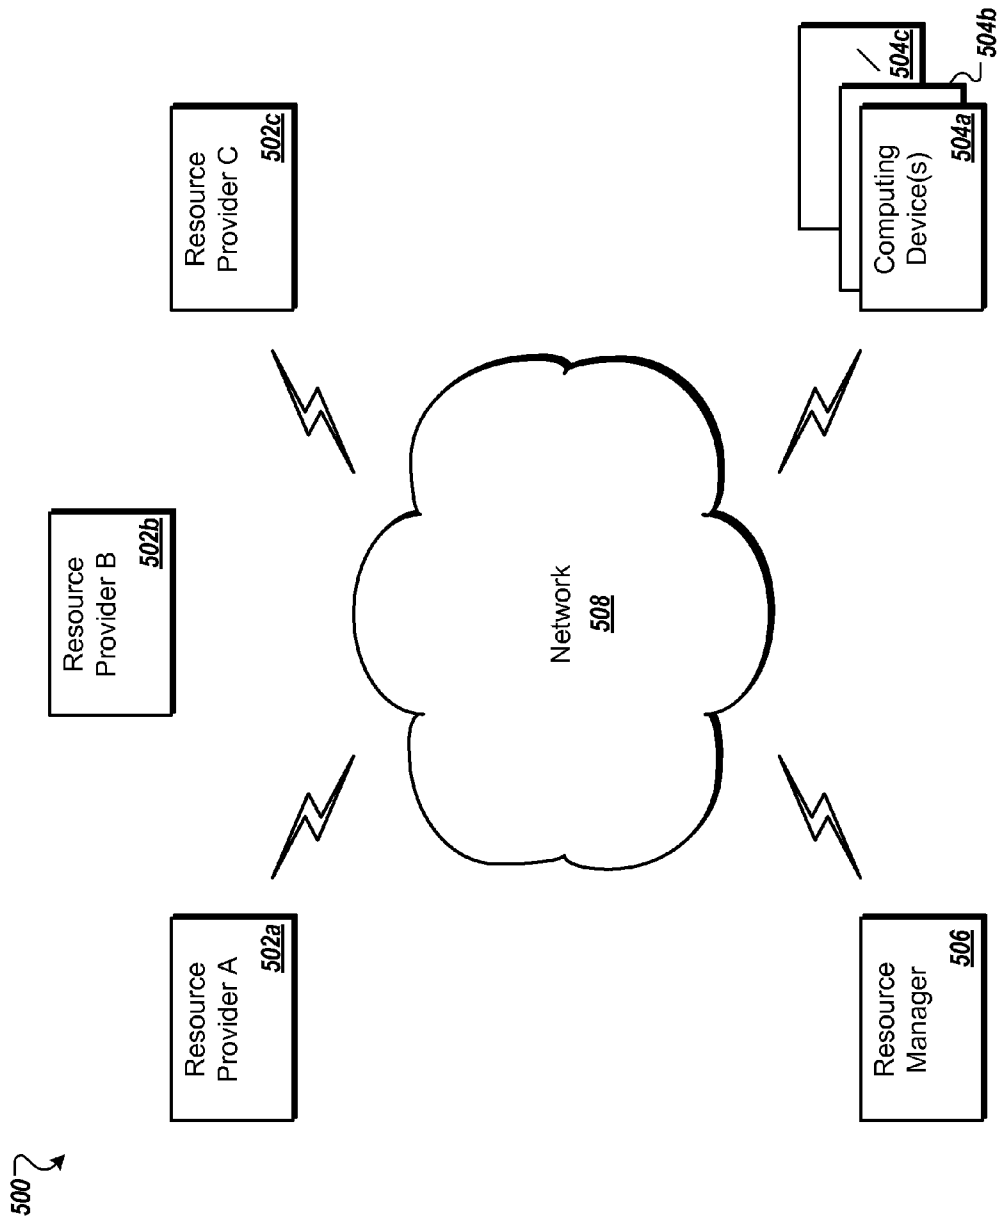 500
Resource
Provider A
502a
Resource
Provider B
502b
Resource
Provider C
502c
Network
508
Resource
Manager
506
Computing
Device(s)
504a
504b
504c